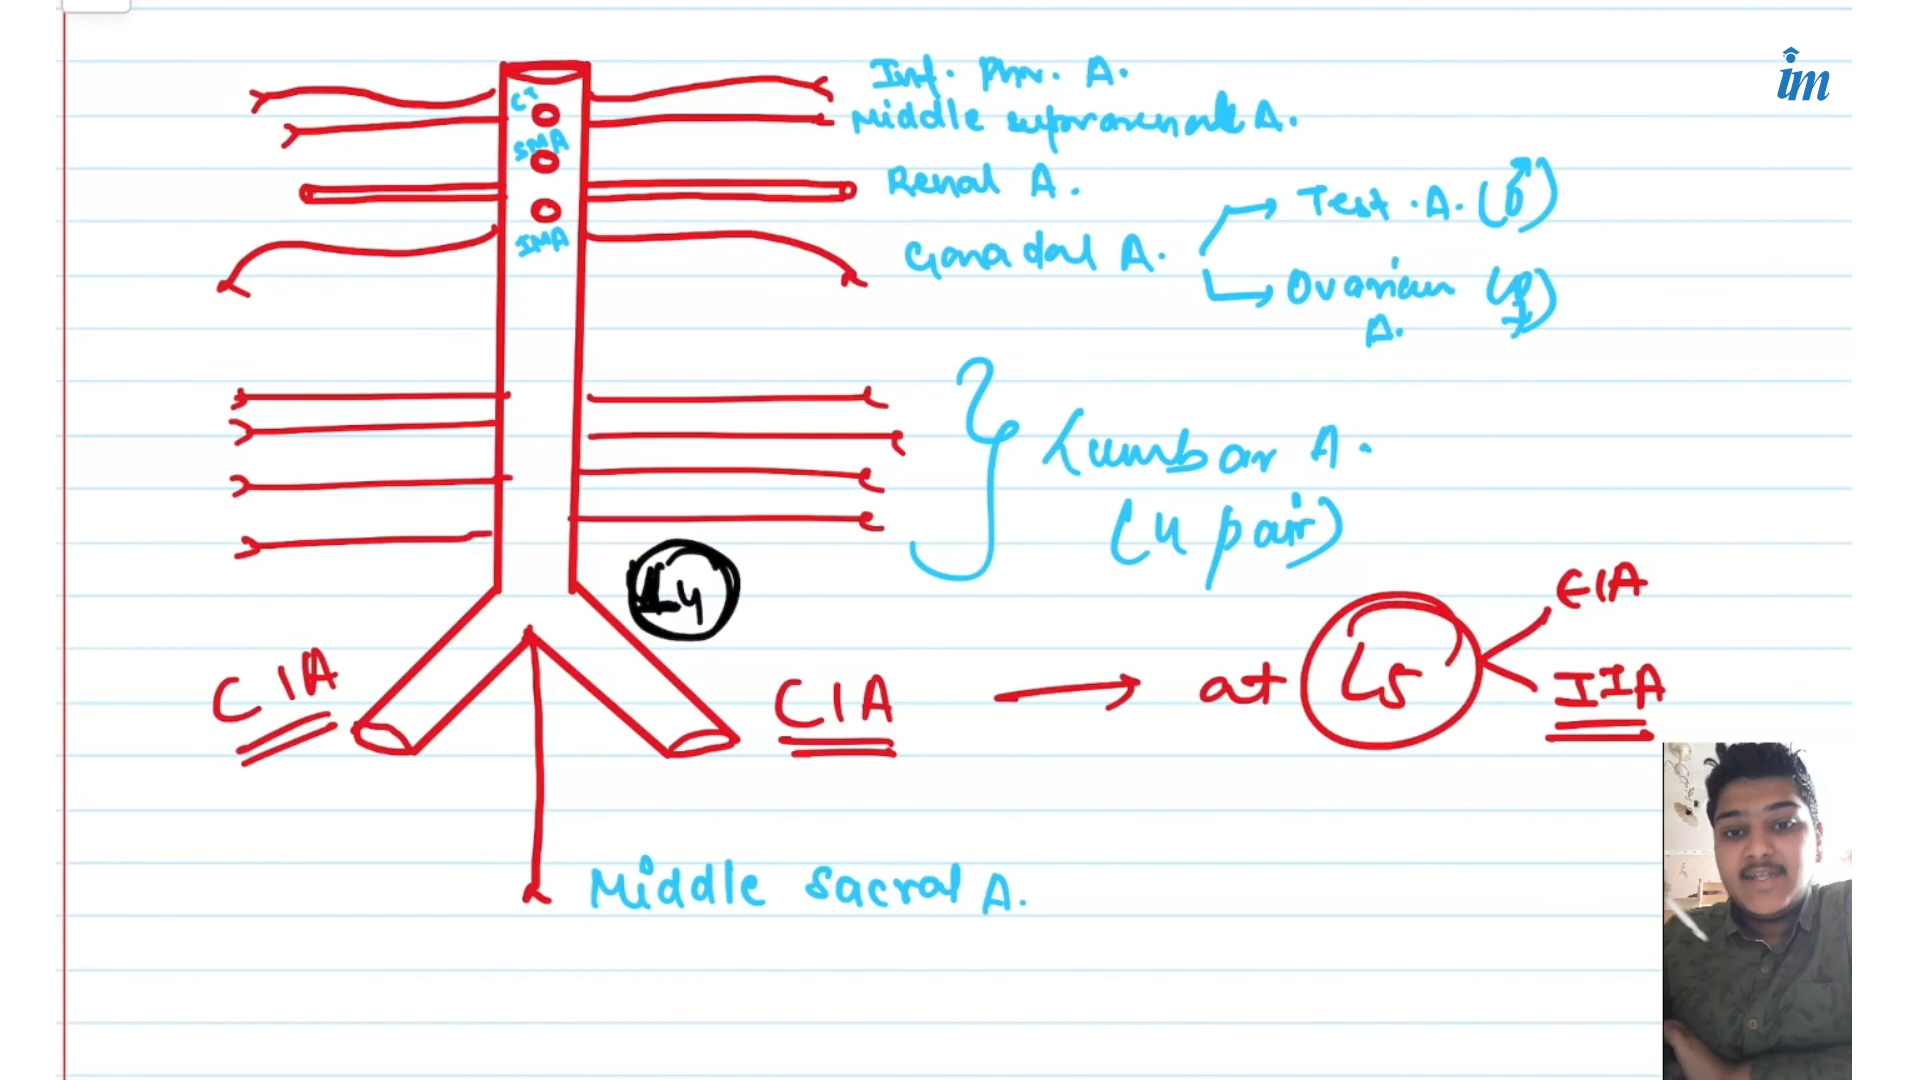 îm
Inf. Phr. A.
CT
Middle suprarenal A.
SMA
Renal A.
Test. A. (♂)
IMA
Gonadal A.
Ovarian (♀)
A.
Lumbar A.
(4 pair)
L4
EIA
CIA
CIA
at L5
IIA
Middle sacral A.